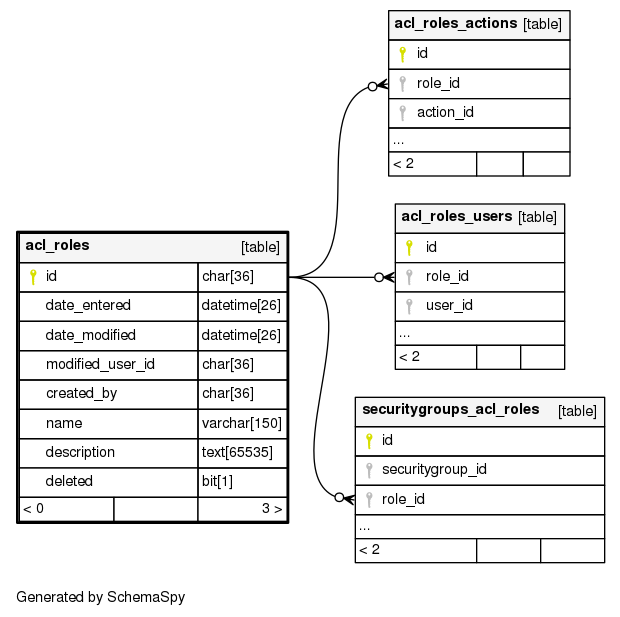 acl_roles_actions [table]
id
role_id
action_id
...
< 2
acl_roles_users [table]
id
role_id
user_id
...
< 2
acl_roles [table]
id char[36]
date_entered datetime[26]
date_modified datetime[26]
modified_user_id char[36]
created_by char[36]
name varchar[150]
description text[65535]
deleted bit[1]
< 0 3 >
securitygroups_acl_roles [table]
id
securitygroup_id
role_id
...
< 2
Generated by SchemaSpy